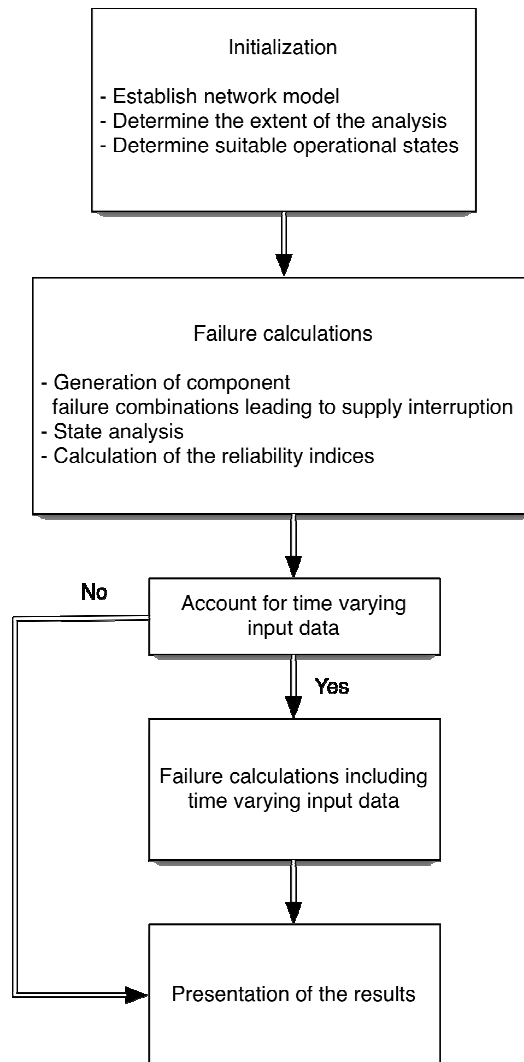 Initialization
- Establish network model
- Determine the extent of the analysis
- Determine suitable operational states
Failure calculations
- Generation of component
failure combinations leading to supply interruption
- State analysis
- Calculation of the reliability indices
No
Account for time varying
input data
Yes
Failure calculations including
time varying input data
Presentation of the results